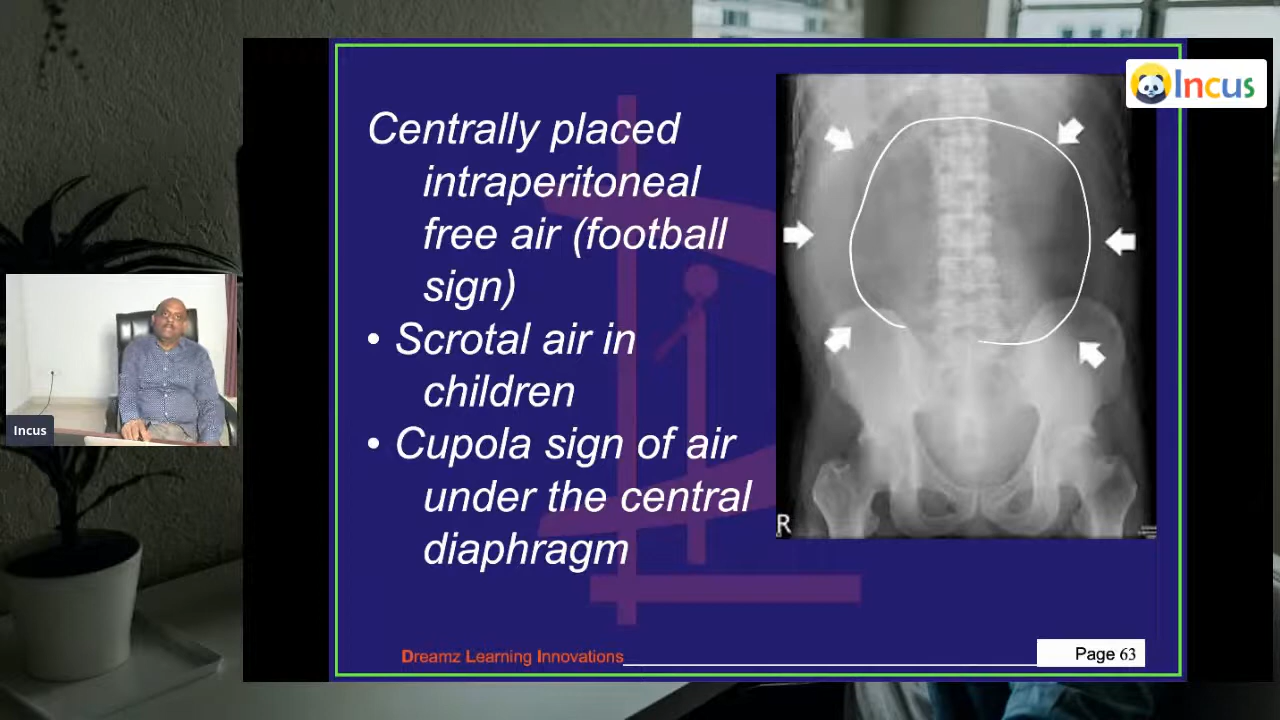 Incus
Centrally placed
intraperitoneal
free air (football
sign)
• Scrotal air in
children
• Cupola sign of air
under the central
diaphragm
R
Incus
Dreamz Learning Innovations
Page 63